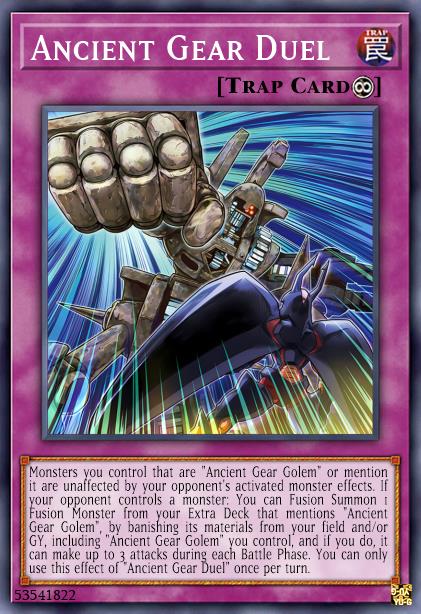 ANCIENT GEAR DUEL
TRAP
罠
[TRAP CARD∞]
Monsters you control that are "Ancient Gear Golem" or mention
it are unaffected by your opponent's activated monster effects. If
your opponent controls a monster: You can Fusion Summon 1
Fusion Monster from your Extra Deck that mentions "Ancient
Gear Golem", by banishing its materials from your field and/or
GY, including "Ancient Gear Golem" you control, and if you do, it
can make up to 3 attacks during each Battle Phase. You can only
use this effect of "Ancient Gear Duel" once per turn.
53541822